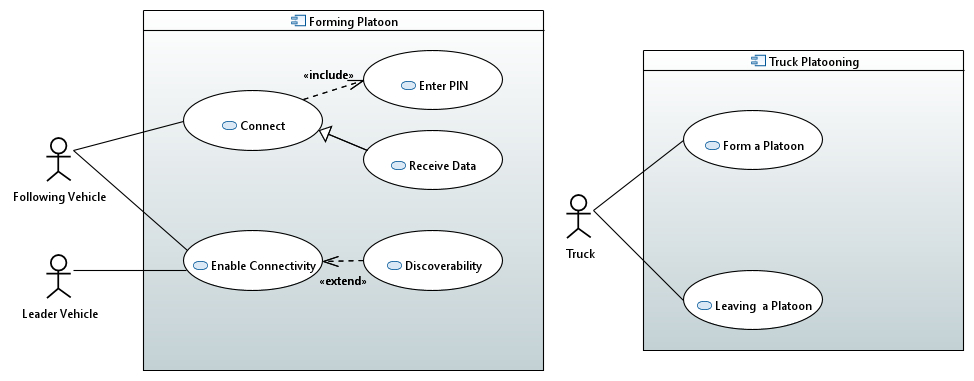 Forming Platoon
«include»
Enter PIN
Connect
Receive Data
Following Vehicle
Enable Connectivity
Discoverability
«extend»
Leader Vehicle
Truck Platooning
Form a Platoon
Truck
Leaving a Platoon